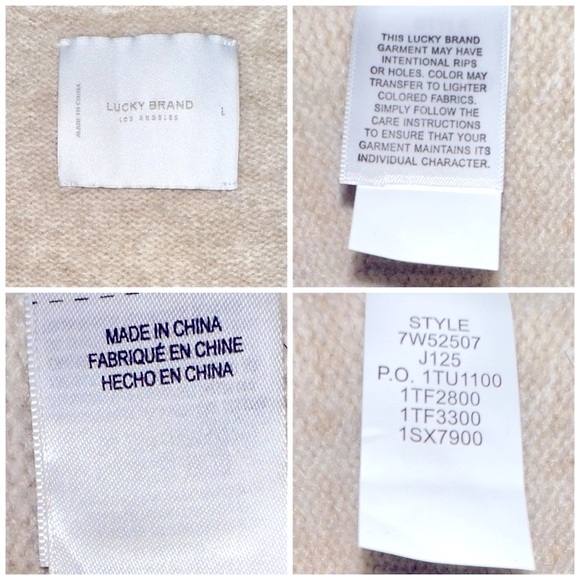 MADE IN CHINA
LUCKY BRAND
LOS ANGELES
L
THIS LUCKY BRAND
GARMENT MAY HAVE
INTENTIONAL RIPS
OR HOLES. COLOR MAY
TRANSFER TO LIGHTER
COLORED FABRICS.
SIMPLY FOLLOW THE
CARE INSTRUCTIONS
TO ENSURE THAT YOUR
GARMENT MAINTAINS ITS
INDIVIDUAL CHARACTER.
MADE IN CHINA
FABRIQUÉ EN CHINE
HECHO EN CHINA
STYLE
7W52507
J125
P.O. 1TU1100
1TF2800
1TF3300
1SX7900